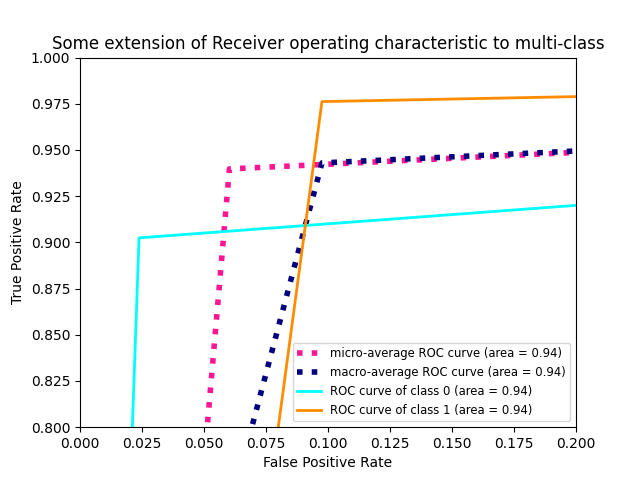 Some extension of Receiver operating characteristic to multi-class
1.000
0.975
0.950
0.925
0.900
0.875
0.850
0.825
0.800
True Positive Rate
micro-average ROC curve (area = 0.94)
macro-average ROC curve (area = 0.94)
ROC curve of class 0 (area = 0.94)
ROC curve of class 1 (area = 0.94)
0.000 0.025 0.050 0.075 0.100 0.125 0.150 0.175 0.200
False Positive Rate